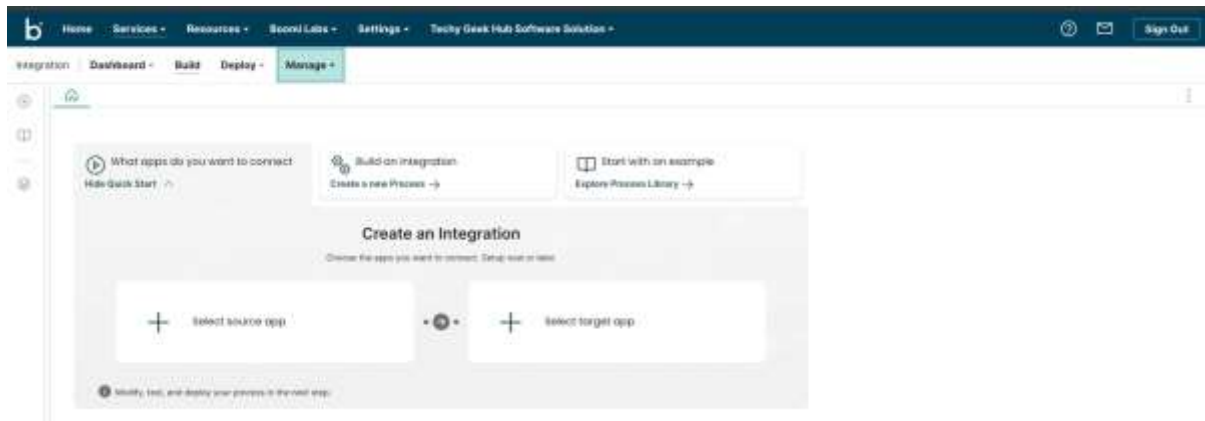 b Home Services Resources Boomi Labs Settings Techy Geek Hub Software Solution Sign Out
Integration Dashboard Build Deploy Manage
What apps do you want to connect
Hide Quick Start
Build an integration
Create a new Process →
Start with an example
Explore Process Library →
Create an Integration
Choose the apps you want to connect. Setup now or later.
Select source app
Select target app
Modify, test, and deploy your process in the next step.